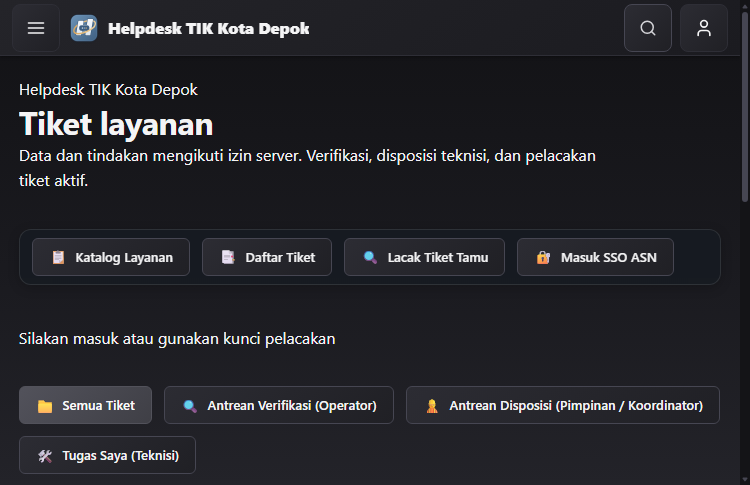 Helpdesk TIK Kota Depok
Helpdesk TIK Kota Depok
Tiket layanan
Data dan tindakan mengikuti izin server. Verifikasi, disposisi teknisi, dan pelacakan
tiket aktif.
Katalog Layanan
Daftar Tiket
Lacak Tiket Tamu
Masuk SSO ASN
Silakan masuk atau gunakan kunci pelacakan
Semua Tiket
Antrean Verifikasi (Operator)
Antrean Disposisi (Pimpinan / Koordinator)
Tugas Saya (Teknisi)